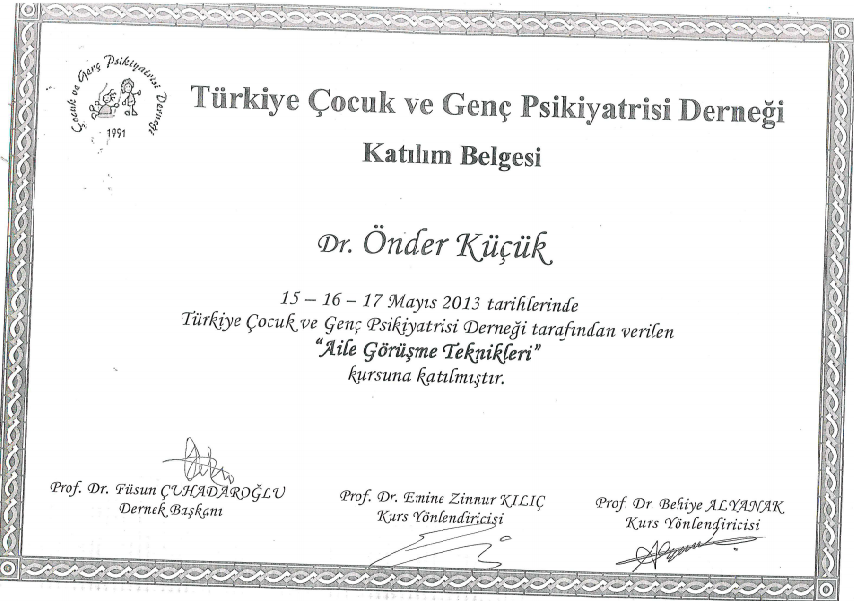 Çocuk ve Genç Psikiyatrisi Derneği
1991
Türkiye Çocuk ve Genç Psikiyatrisi Derneği
Katılım Belgesi
Dr. Önder Küçük
15 – 16 – 17 Mayıs 2013 tarihlerinde
Türkiye Çocuk ve Genç Psikiyatrisi Derneği tarafından verilen
“Aile Görüşme Teknikleri”
kursuna katılmıştır.
Prof. Dr. Füsun ÇUHADAROĞLU
Dernek Başkanı
Prof. Dr. Emine Zinnur KILIÇ
Kurs Yönlendiricisi
Prof Dr Behiye ALYANAK
Kurs Yönlendiricisi